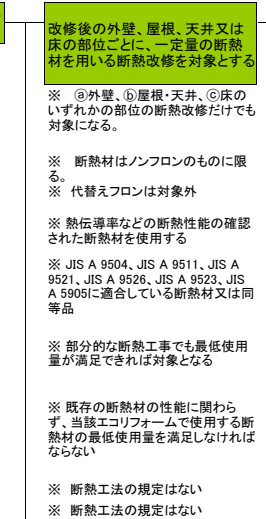 改修後の外壁、屋根、天井又は
床の部位ごとに、一定量の断熱
材を用いる断熱改修を対象とする
※　ⓐ外壁、ⓑ屋根・天井、ⓒ床の
いずれかの部位の断熱改修だけでも
対象になる。
※　断熱材はノンフロンのものに限
る。
※ 代替えフロンは対象外
※ 熱伝導率などの断熱性能の確認
された断熱材を使用する
※ JIS A 9504、JIS A 9511、JIS A
9521、JIS A 9526、JIS A 9523、JIS
A 5905に適合している断熱材又は同
等品
※ 部分的な断熱工事でも最低使用
量が満足できれば対象となる
※ 既存の断熱材の性能に関わら
ず、当該エコリフォームで使用する断
熱材の最低使用量を満足しなければ
ならない
※　断熱工法の規定はない
※　断熱工法の規定はない